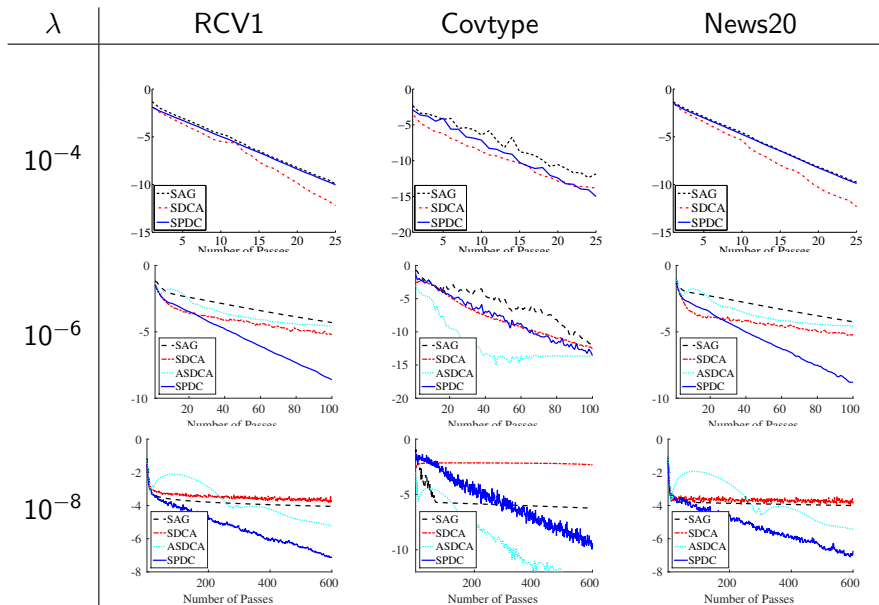 λ RCV1 Covtype News20
10⁻⁴
0
−5
−10
−15
SAG
SDCA
SPDC
5 10 15 20 25
Number of Passes
0
−5
−10
−15
−20
SAG
SDCA
SPDC
5 10 15 20 25
Number of Passes
0
−5
−10
−15
SAG
SDCA
SPDC
5 10 15 20 25
Number of Passes
10⁻⁶
0
-5
-10
SAG
SDCA
ASDCA
SPDC
20 40 60 80 100
Number of Passes
0
-5
-10
-15
-20
SAG
SDCA
ASDCA
SPDC
20 40 60 80 100
Number of Passes
0
-5
-10
SAG
SDCA
ASDCA
SPDC
20 40 60 80 100
Number of Passes
10⁻⁸
0
-2
-4
-6
-8
SAG
SDCA
ASDCA
SPDC
200 400 600
Number of Passes
0
-5
-10
SAG
SDCA
ASDCA
SPDC
200 400 600
Number of Passes
0
-2
-4
-6
-8
SAG
SDCA
ASDCA
SPDC
200 400 600
Number of Passes